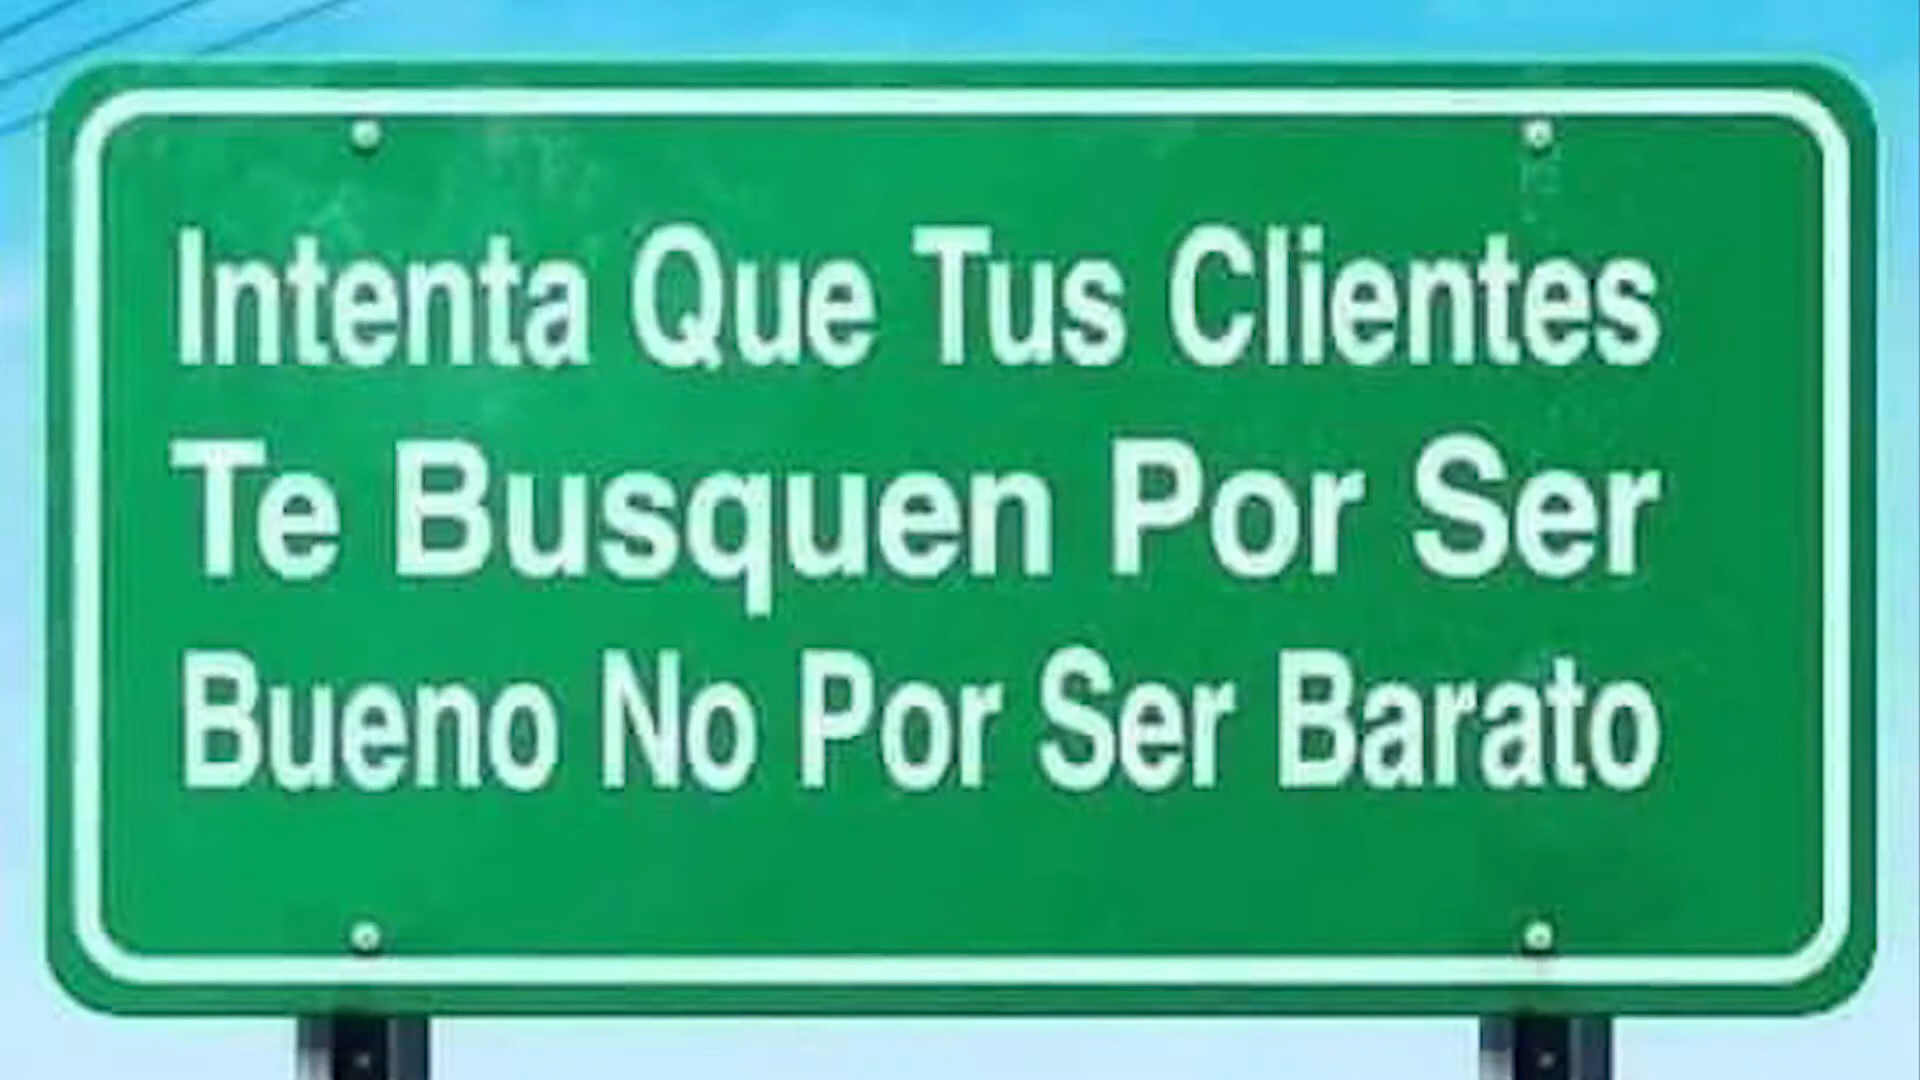 Intenta Que Tus Clientes
Te Busquen Por Ser
Bueno No Por Ser Barato